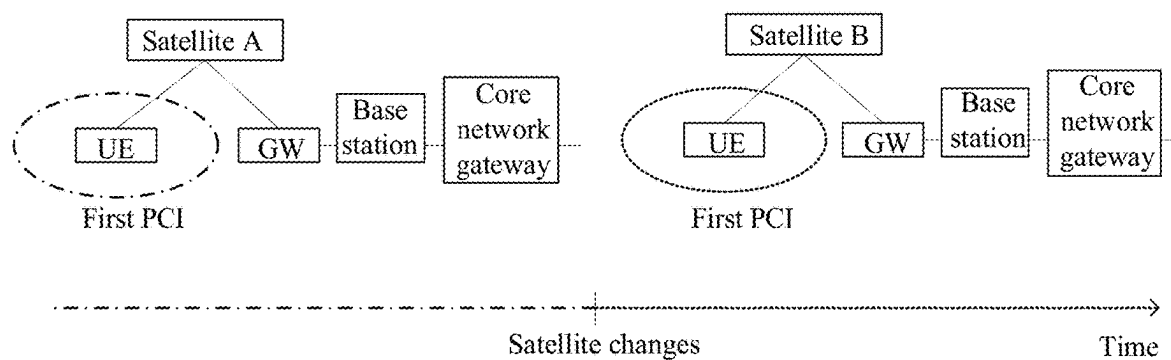 Satellite A
UE
GW
Base
station
Core
network
gateway
First PCI
Satellite B
UE
GW
Base
station
Core
network
gateway
First PCI
Satellite changes
Time